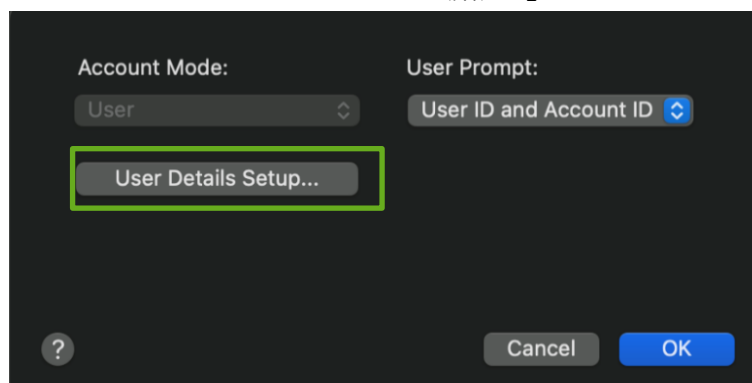 Account Mode:
User Prompt:
User
User ID and Account ID
User Details Setup...
?
Cancel
OK